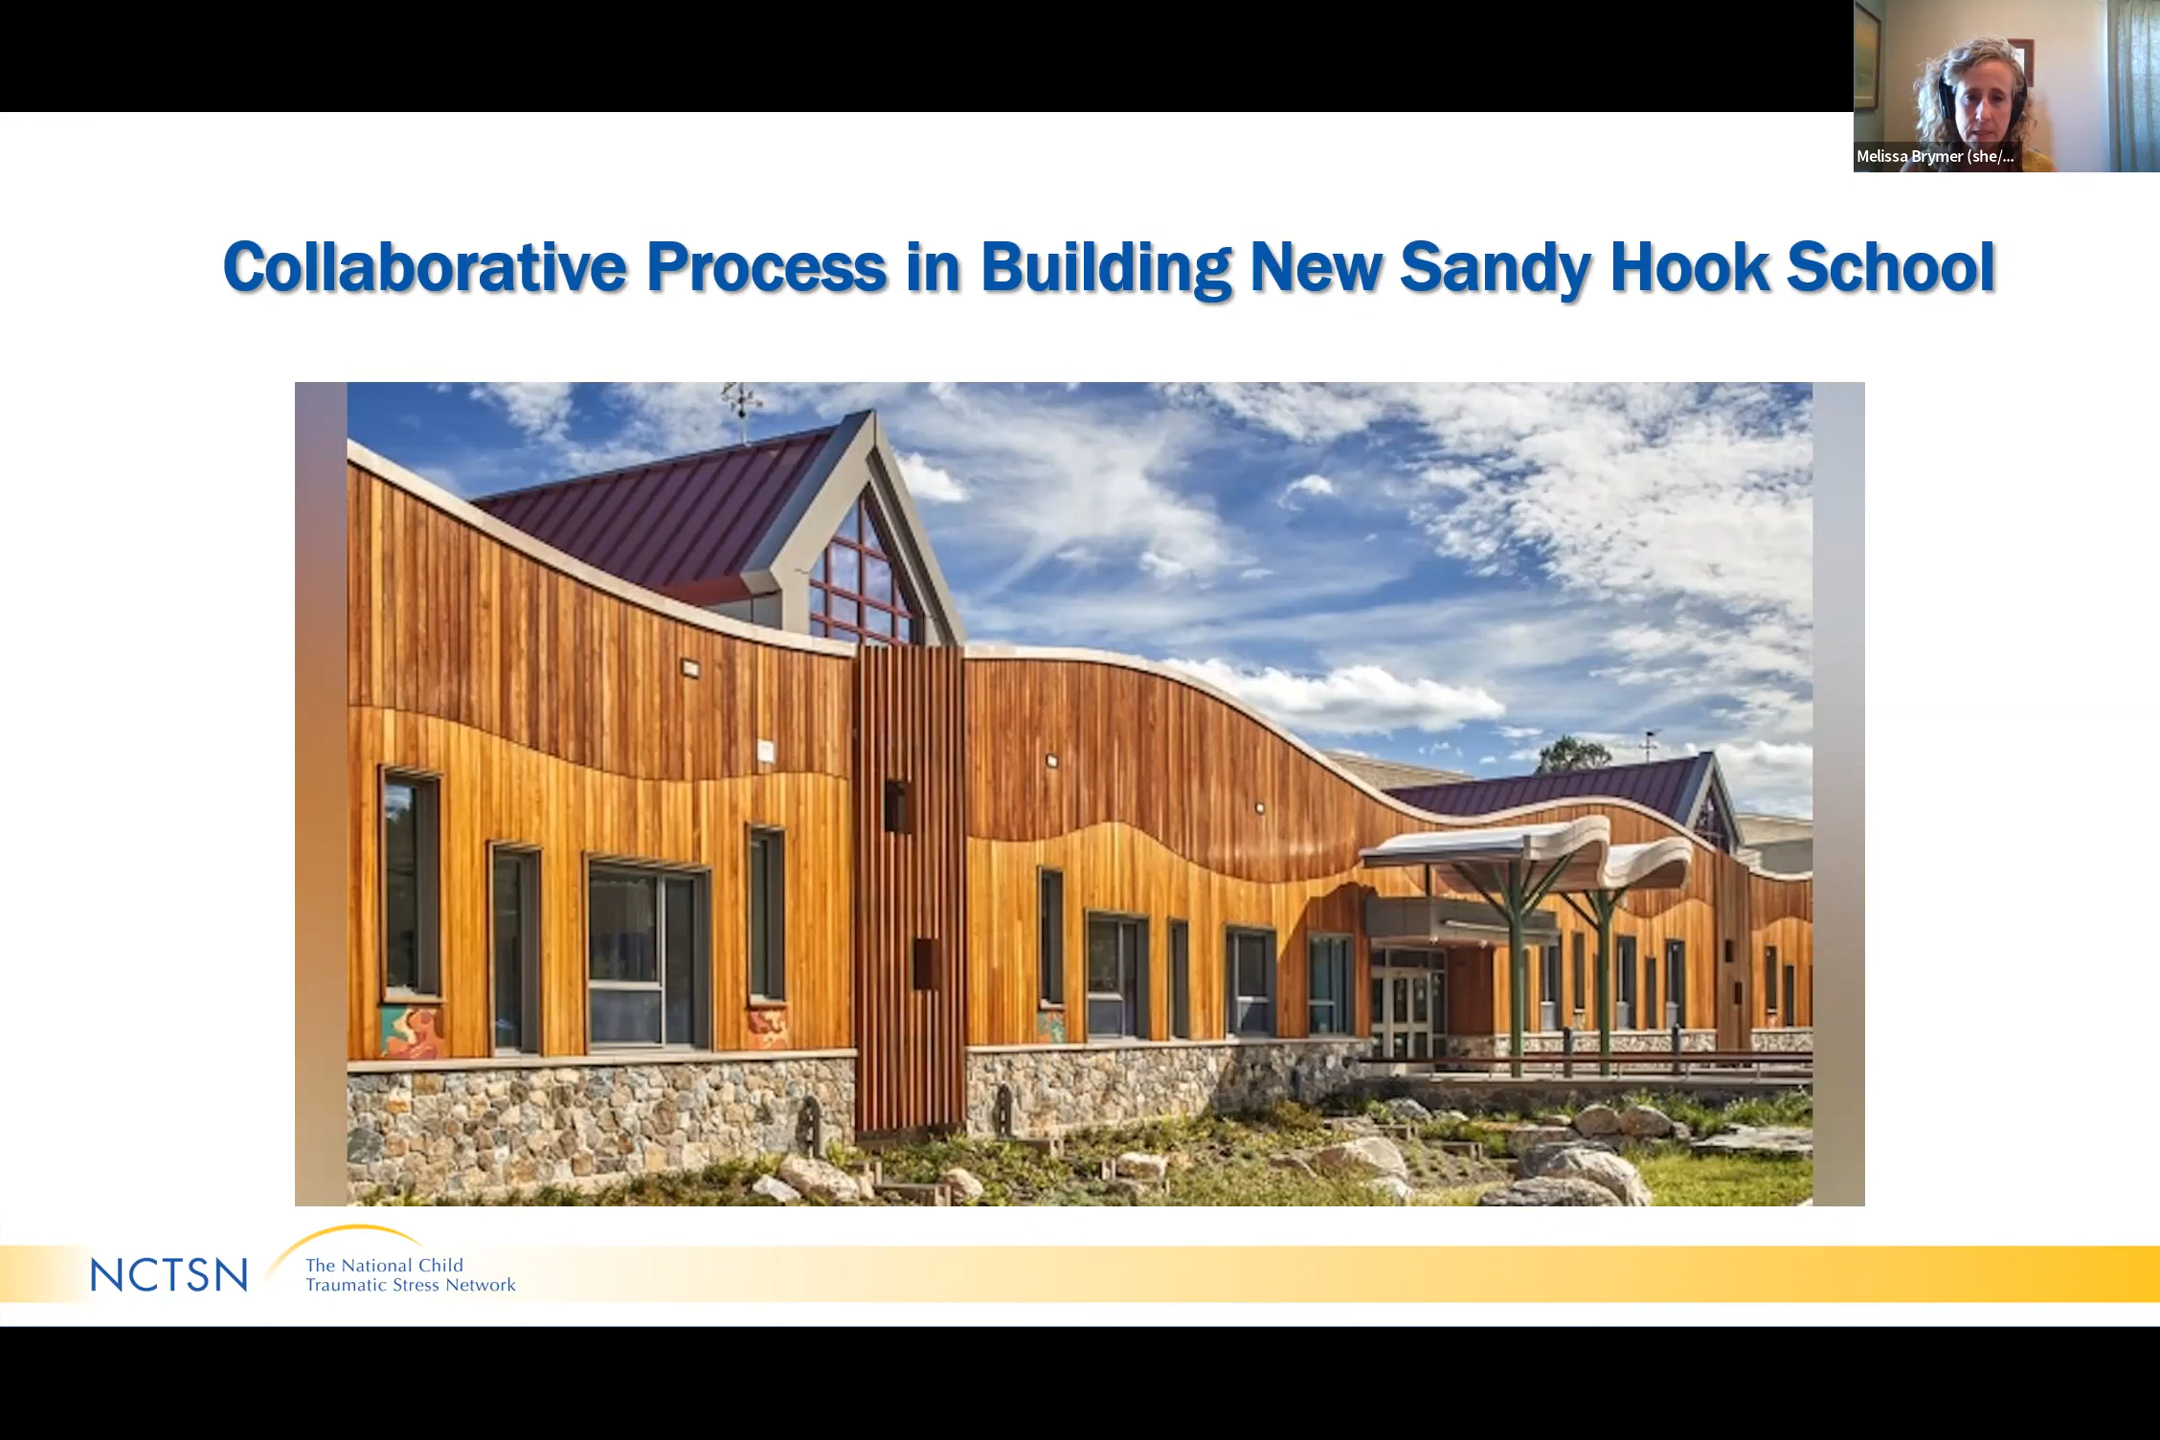 Melissa Brymer (she/...
Collaborative Process in Building New Sandy Hook School
NCTSN
The National Child
Traumatic Stress Network